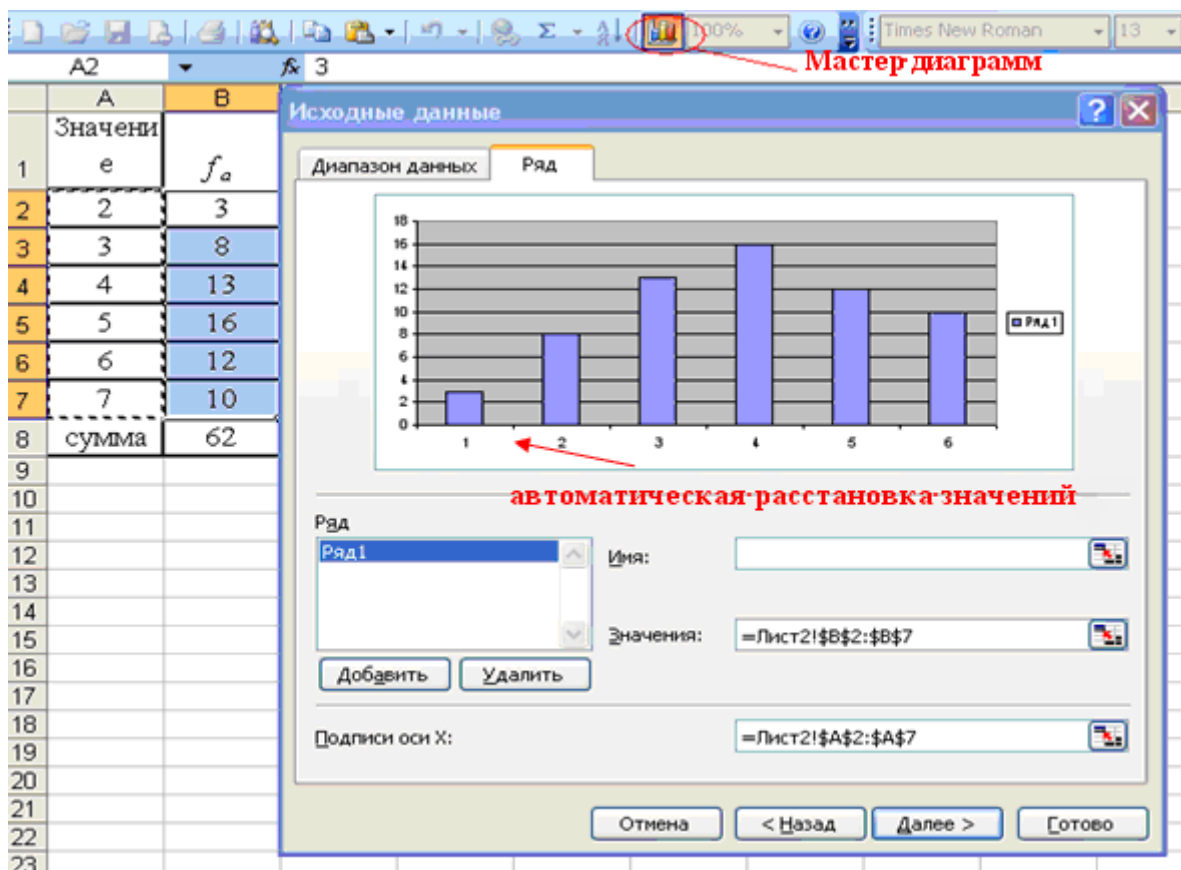 100% Times New Roman 13
Мастер диаграмм
A2 fx 3
A B
Значени
е
1 fa
2 2 3
3 3 8
4 4 13
5 5 16
6 6 12
7 7 10
8 сумма 62
9
10
11
12
13
14
15
16
17
18
19
20
21
22
23
Исходные данные
Диапазон данных Ряд
18
16
14
12
10
8
6
4
2
0
1 2 3 4 5 6
Ряд1
автоматическая расстановка значений
Ряд
Ряд1
Имя:
Значения: =Лист2!$B$2:$B$7
Добавить Удалить
Подписи оси X: =Лист2!$A$2:$A$7
Отмена < Назад Далее > Готово